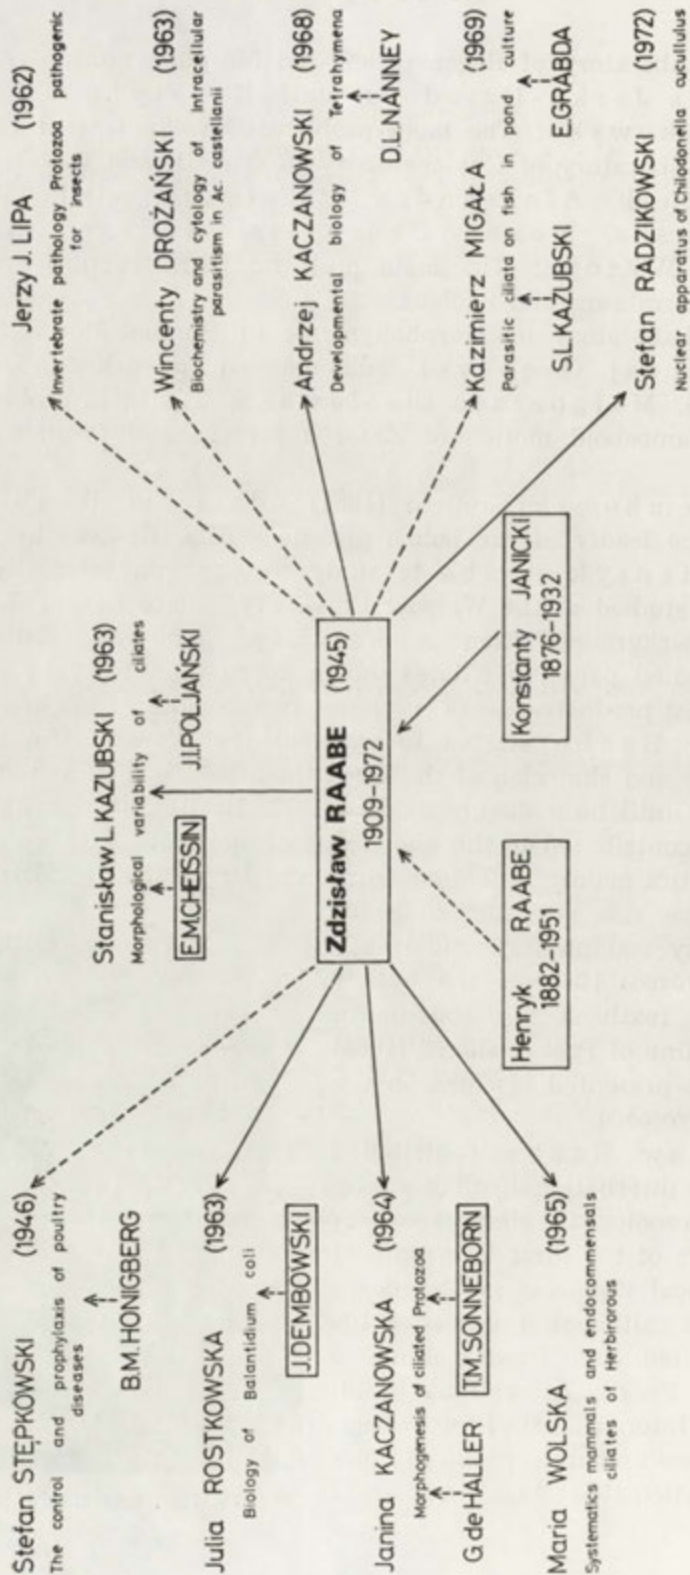 Stefan STĘPKOWSKI (1946)
The control and prophylaxis of poultry
diseases
B.M. HONIGBERG
Julia ROSTKOWSKA (1963)
Biology of Balantidium coli
J.DEMBOWSKI
Janina KACZANOWSKA (1964)
Morphogenesis of ciliated Protozoa
G. de HALLER T.M. SONNEBORN
Maria WOLSKA (1965)
Systematics mammals and endocommensals
ciliates of Herbirorous
Stanisław L. KAZUBSKI (1963)
Morphological variability of ciliates
E.M.CHEISSIN J.I.POLJAŃSKI
Zdzisław RAABE (1945)
1909-1972
Henryk RAABE
1882-1951
Konstanty JANICKI
1876-1932
Jerzy J. LIPA (1962)
Invertebrate pathology Protozoa pathogenic
for insects
Wincenty DROŻAŃSKI (1963)
Biochemistry and cytology of intracellular
parasitism in Ac. castellanii
Andrzej KACZANOWSKI (1968)
Developmental biology of Tetrahymena
D.L. NANNEY
Kazimierz MIGAŁA (1969)
Parasitic ciliata on fish in pond culture
S.L. KAZUBSKI E.GRABDA
Stefan RADZIKOWSKI (1972)
Nuclear apparatus of Chilodonella cucullulus